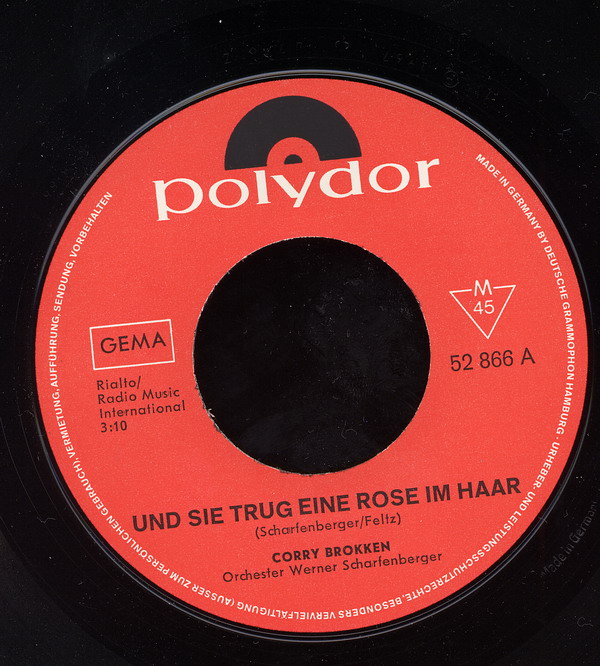 polydor
MADE IN GERMANY BY DEUTSCHE GRAMMOPHON HAMBURG · URHEBER- UND LEISTUNGSSCHUTZRECHTE, BESONDERS VERVIELFÄLTIGUNG (AUSSER ZUM PERSÖNLICHEN GEBRAUCH), VERMIETUNG, AUFFÜHRUNG, SENDUNG, VORBEHALTEN
M
45
52 866 A
GEMA
Rialto/
Radio Music
International
3:10
UND SIE TRUG EINE ROSE IM HAAR
(Scharfenberger/Feltz)
CORRY BROKKEN
Orchester Werner Scharfenberger
Made in Germany